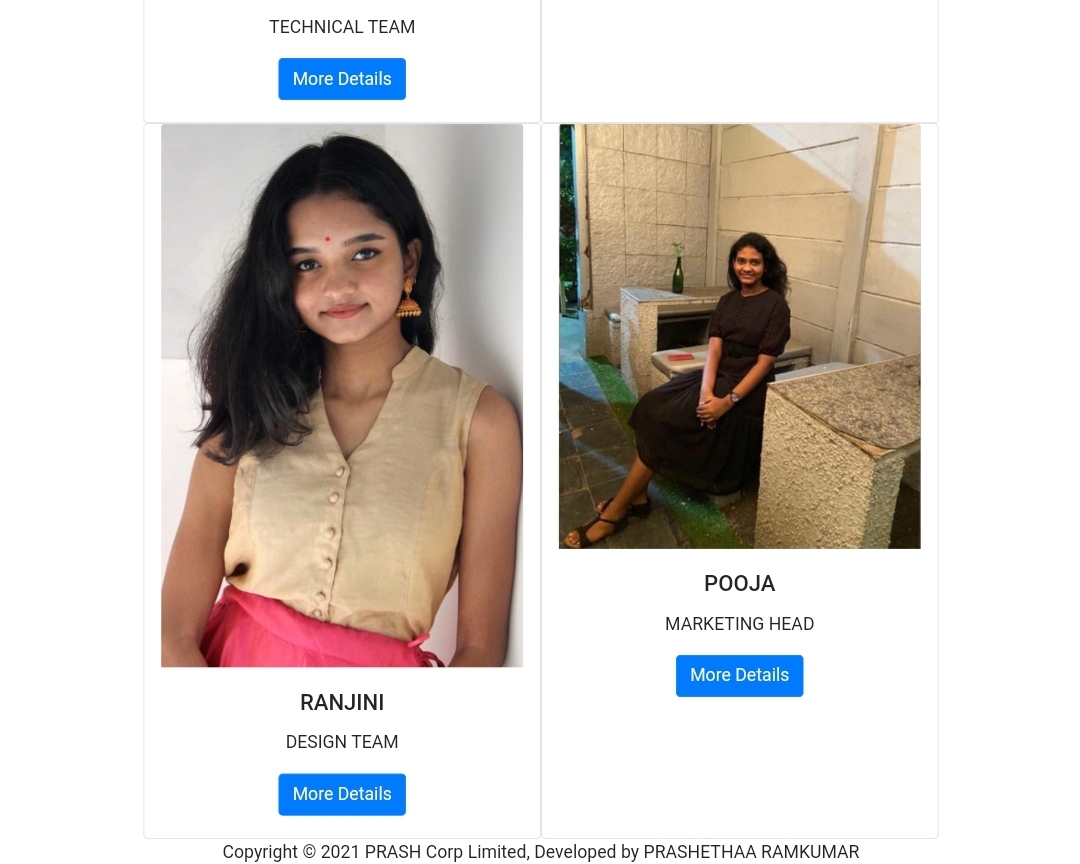 TECHNICAL TEAM
More Details
RANJINI
DESIGN TEAM
More Details
POOJA
MARKETING HEAD
More Details
Copyright © 2021 PRASH Corp Limited, Developed by PRASHETHAA RAMKUMAR